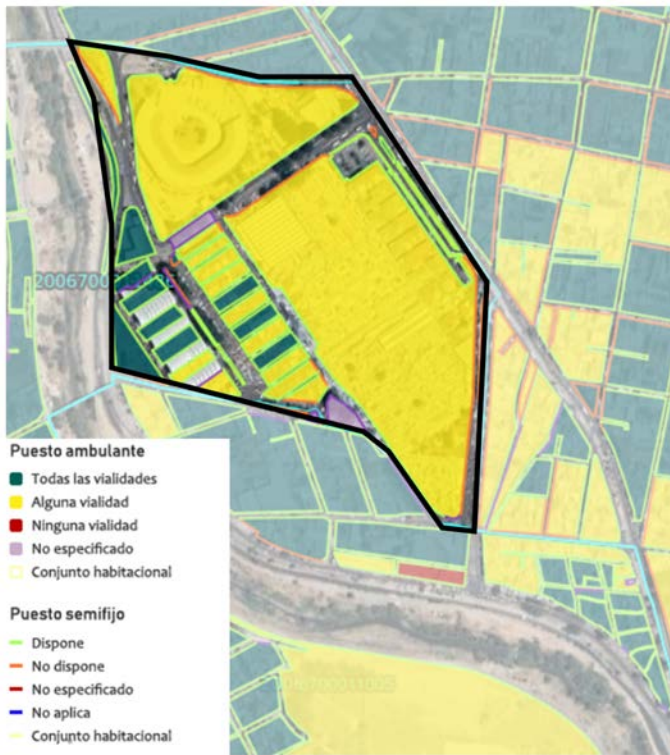 Puesto ambulante
Todas las vialidades
Alguna vialidad
Ninguna vialidad
No especificado
Conjunto habitacional
Puesto semifijo
Dispone
No dispone
No especificado
No aplica
Conjunto habitacional